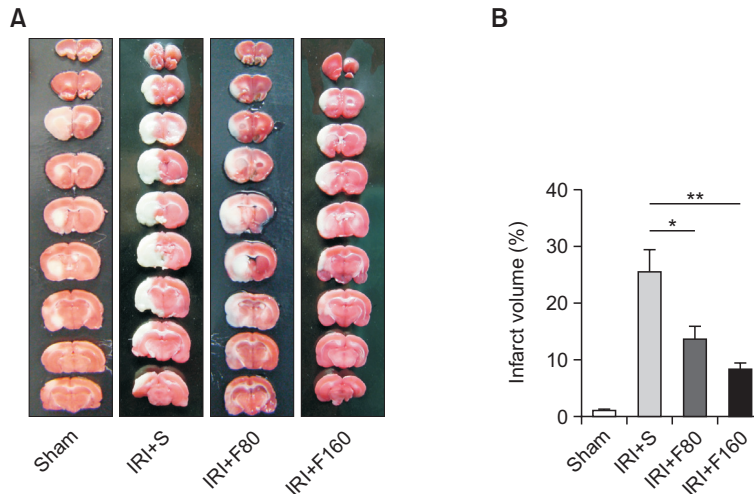 A
Sham
IRI+S
IRI+F80
IRI+F160
B
Infarct volume (%)
40
30
20
10
0
**
*
Sham
IRI+S
IRI+F80
IRI+F160